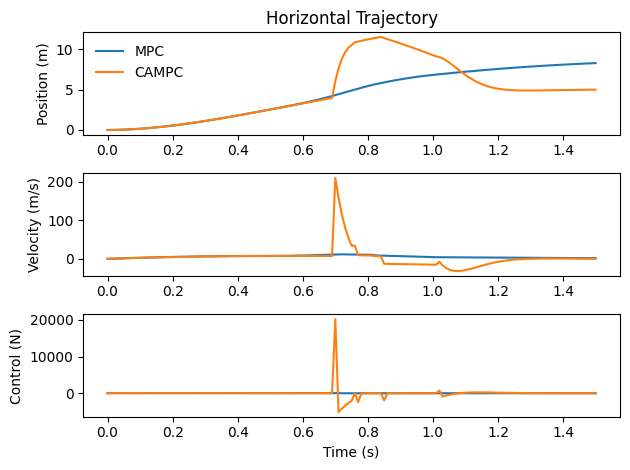 Horizontal Trajectory
Position (m)
10
5
0
MPC
CAMPC
0.0 0.2 0.4 0.6 0.8 1.0 1.2 1.4
Velocity (m/s)
200
100
0
0.0 0.2 0.4 0.6 0.8 1.0 1.2 1.4
Control (N)
20000
10000
0
0.0 0.2 0.4 0.6 0.8 1.0 1.2 1.4
Time (s)